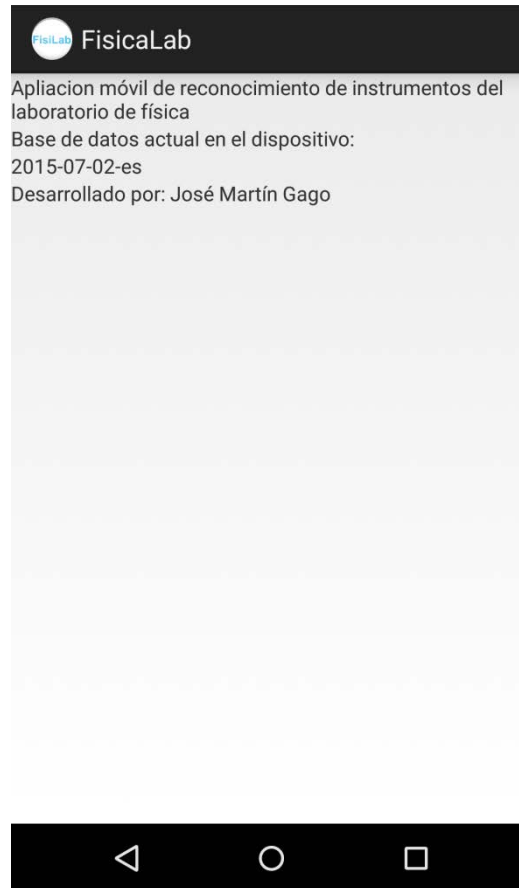 FisiLab
FisicaLab
Apliacion móvil de reconocimiento de instrumentos del
laboratorio de física
Base de datos actual en el dispositivo:
2015-07-02-es
Desarrollado por: José Martín Gago